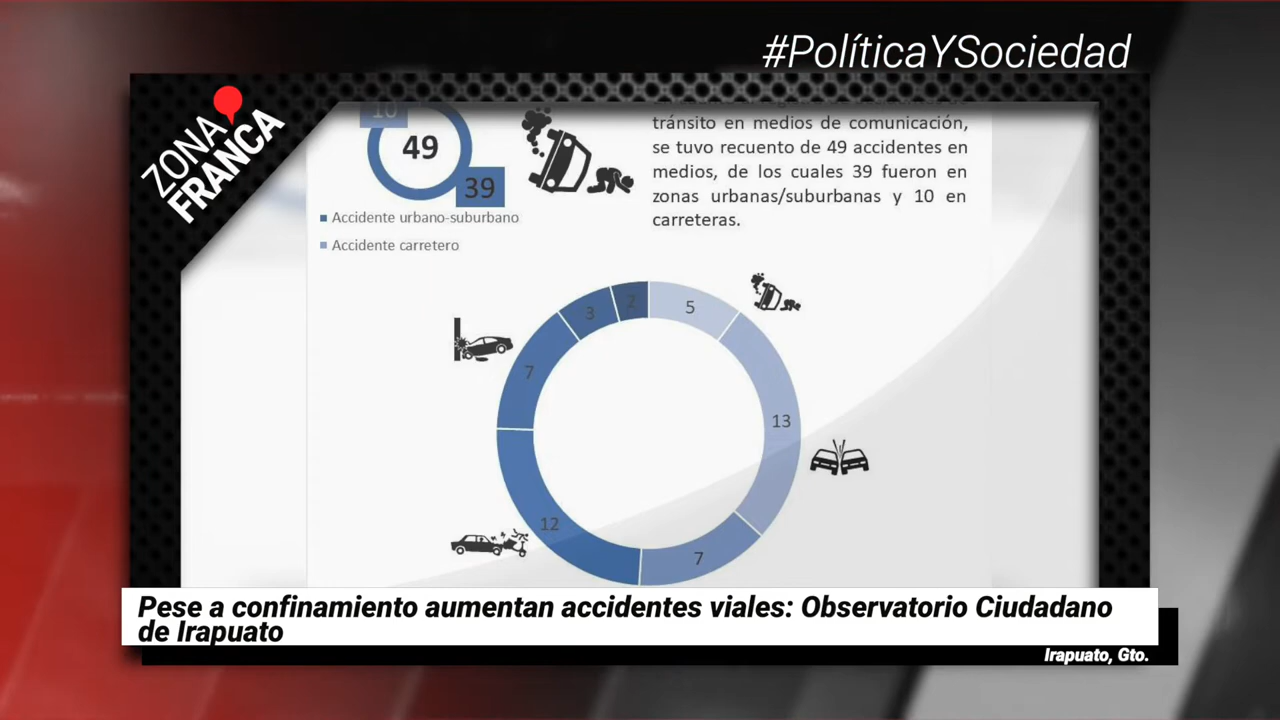 #PolíticaYSociedad
ZONA
FRANCA
10
49
39
Accidente urbano-suburbano
Accidente carretero
tránsito en medios de comunicación,
se tuvo recuento de 49 accidentes en
medios, de los cuales 39 fueron en
zonas urbanas/suburbanas y 10 en
carreteras.
2
5
3
7
13
12
7
Pese a confinamiento aumentan accidentes viales: Observatorio Ciudadano
de Irapuato
Irapuato, Gto.